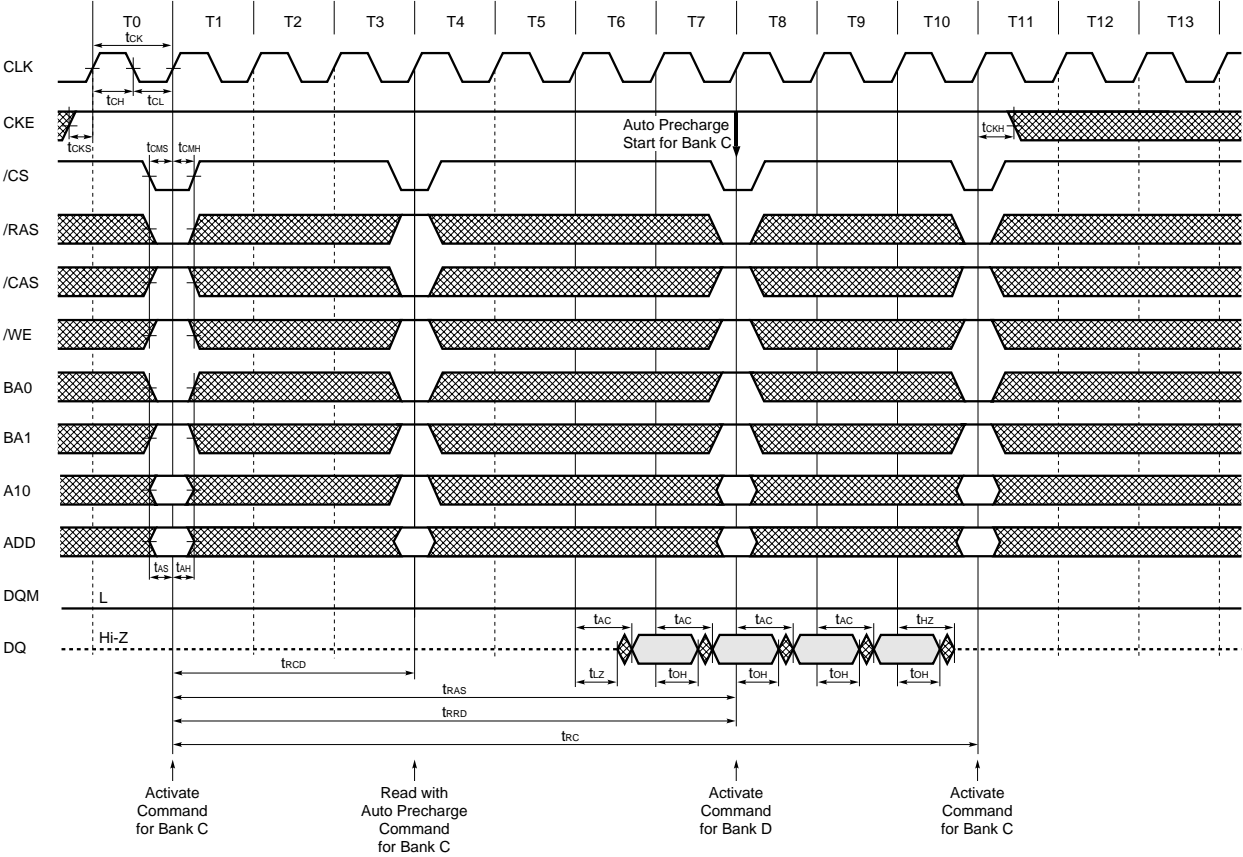 T0 T1 T2 T3 T4 T5 T6 T7 T8 T9 T10 T11 T12 T13
tCK
CLK
tCH tCL
CKE
Auto Precharge
Start for Bank C
tCKH
tCKS tCMS tCMH
/CS
/RAS
/CAS
/WE
BA0
BA1
A10
ADD
tAS tAH
DQM L
tAC tAC tAC tAC tHZ
DQ Hi-Z
tRCD tLZ tOH tOH tOH tOH
tRAS
tRRD
tRC
Activate
Command
for Bank C
Read with
Auto Precharge
Command
for Bank C
Activate
Command
for Bank D
Activate
Command
for Bank C